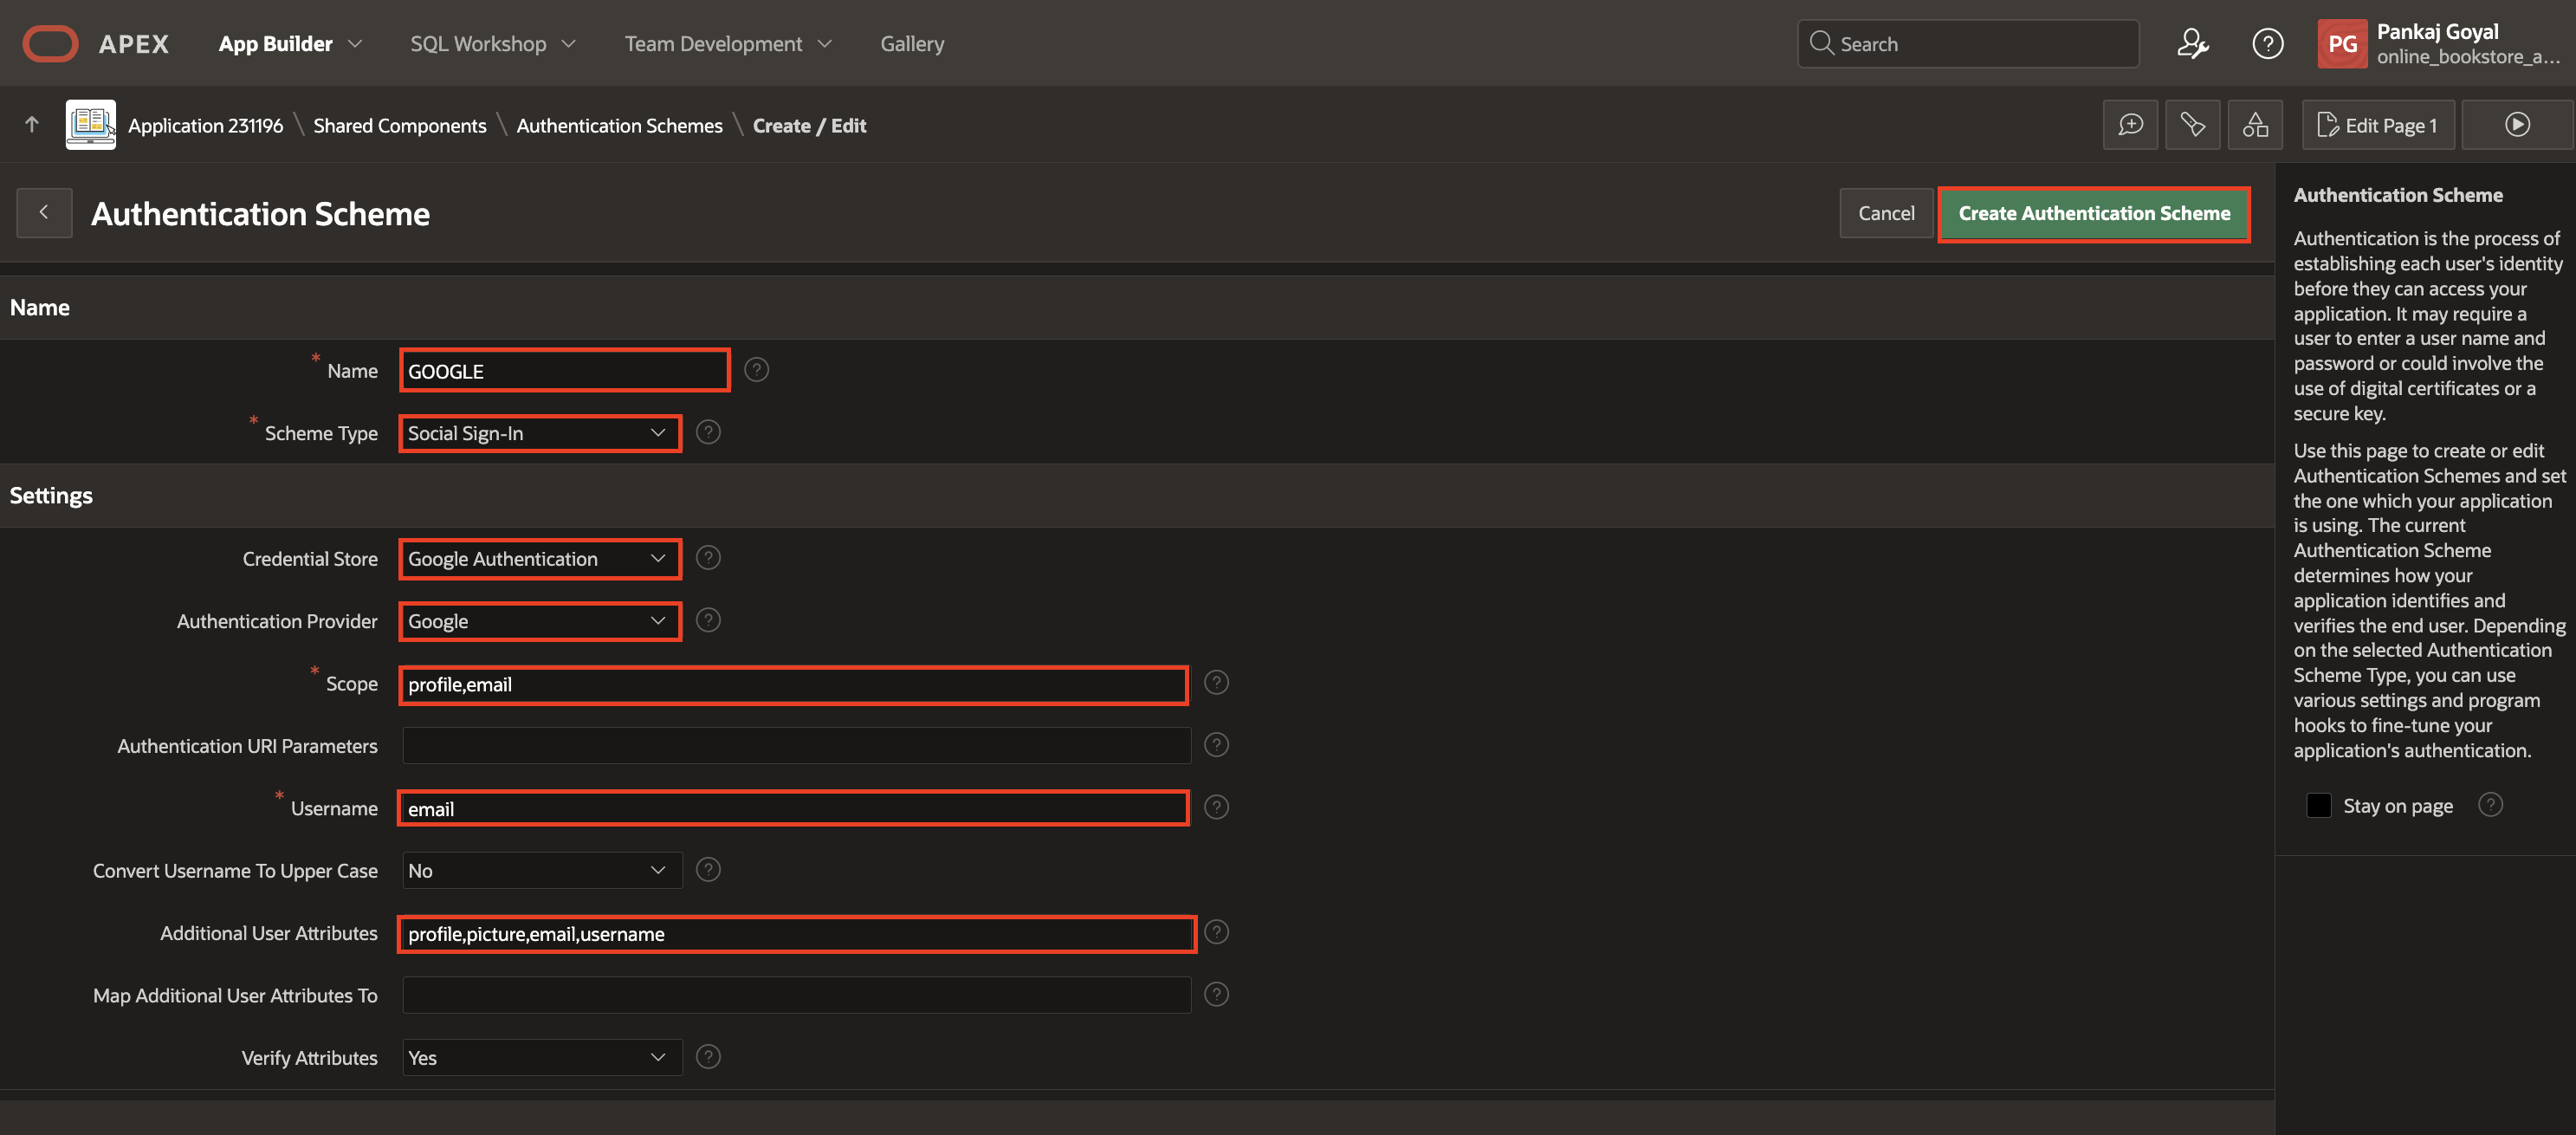 APEX
App Builder
SQL Workshop
Team Development
Gallery
Search
?
PG
Pankaj Goyal
online_bookstore_a...
Application 231196 \ Shared Components \ Authentication Schemes \ Create / Edit
Edit Page 1
Authentication Scheme
Cancel
Create Authentication Scheme
Name
* Name
GOOGLE
?
* Scheme Type
Social Sign-In
?
Settings
Credential Store
Google Authentication
?
Authentication Provider
Google
?
* Scope
profile,email
?
Authentication URI Parameters
?
* Username
email
?
Convert Username To Upper Case
No
?
Additional User Attributes
profile,picture,email,username
?
Map Additional User Attributes To
?
Verify Attributes
Yes
?
Authentication Scheme
Authentication is the process of
establishing each user's identity
before they can access your
application. It may require a
user to enter a user name and
password or could involve the
use of digital certificates or a
secure key.
Use this page to create or edit
Authentication Schemes and set
the one which your application
is using. The current
Authentication Scheme
determines how your
application identifies and
verifies the end user. Depending
on the selected Authentication
Scheme Type, you can use
various settings and program
hooks to fine-tune your
application's authentication.
Stay on page
?